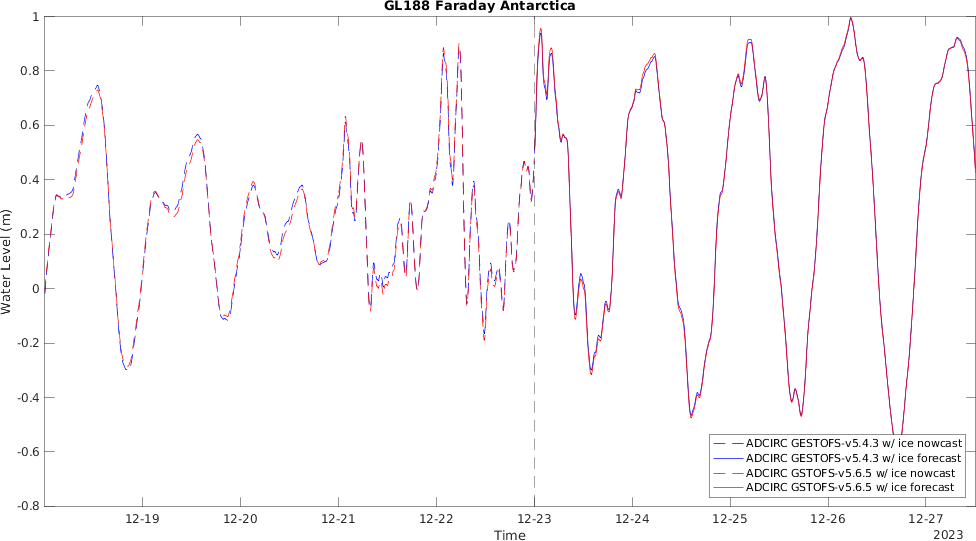 GL188 Faraday Antarctica
1
0.8
0.6
0.4
0.2
0
-0.2
-0.4
-0.6
-0.8
Water Level (m)
12-19 12-20 12-21 12-22 12-23 12-24 12-25 12-26 12-27
Time
2023
ADCIRC GESTOFS-v5.4.3 w/ ice nowcast
ADCIRC GESTOFS-v5.4.3 w/ ice forecast
ADCIRC GSTOFS-v5.6.5 w/ ice nowcast
ADCIRC GSTOFS-v5.6.5 w/ ice forecast